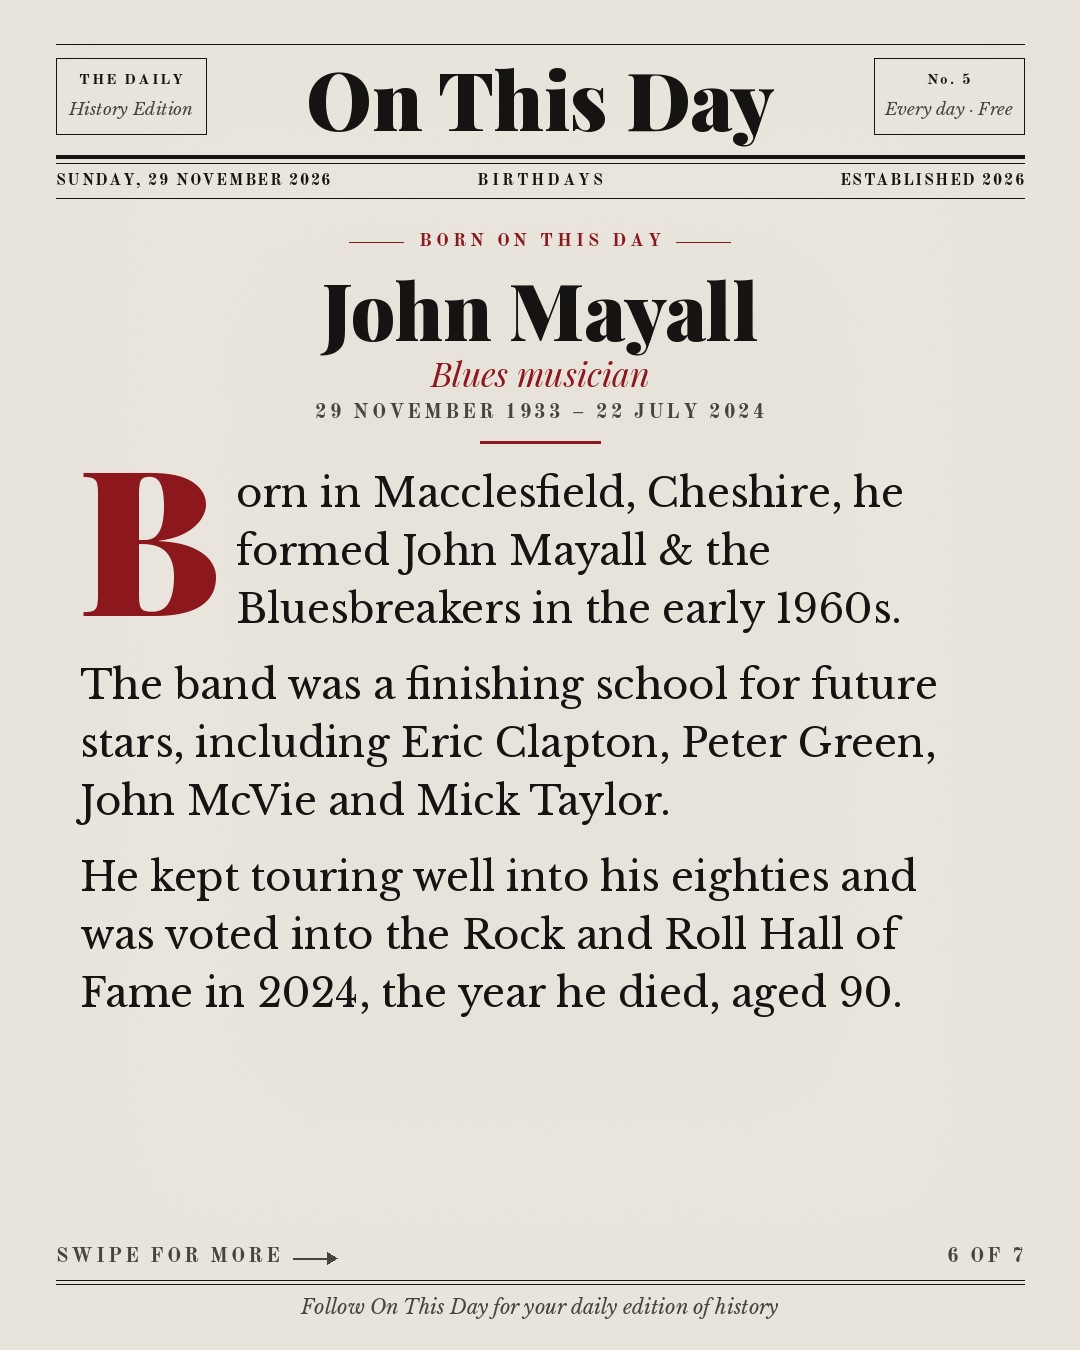 THE DAILY
History Edition
On This Day
No. 5
Every day · Free
SUNDAY, 29 NOVEMBER 2026
BIRTHDAYS
ESTABLISHED 2026
BORN ON THIS DAY
John Mayall
Blues musician
29 NOVEMBER 1933 – 22 JULY 2024
Born in Macclesfield, Cheshire, he
formed John Mayall & the
Bluesbreakers in the early 1960s.
The band was a finishing school for future
stars, including Eric Clapton, Peter Green,
John McVie and Mick Taylor.
He kept touring well into his eighties and
was voted into the Rock and Roll Hall of
Fame in 2024, the year he died, aged 90.
SWIPE FOR MORE
6 OF 7
Follow On This Day for your daily edition of history